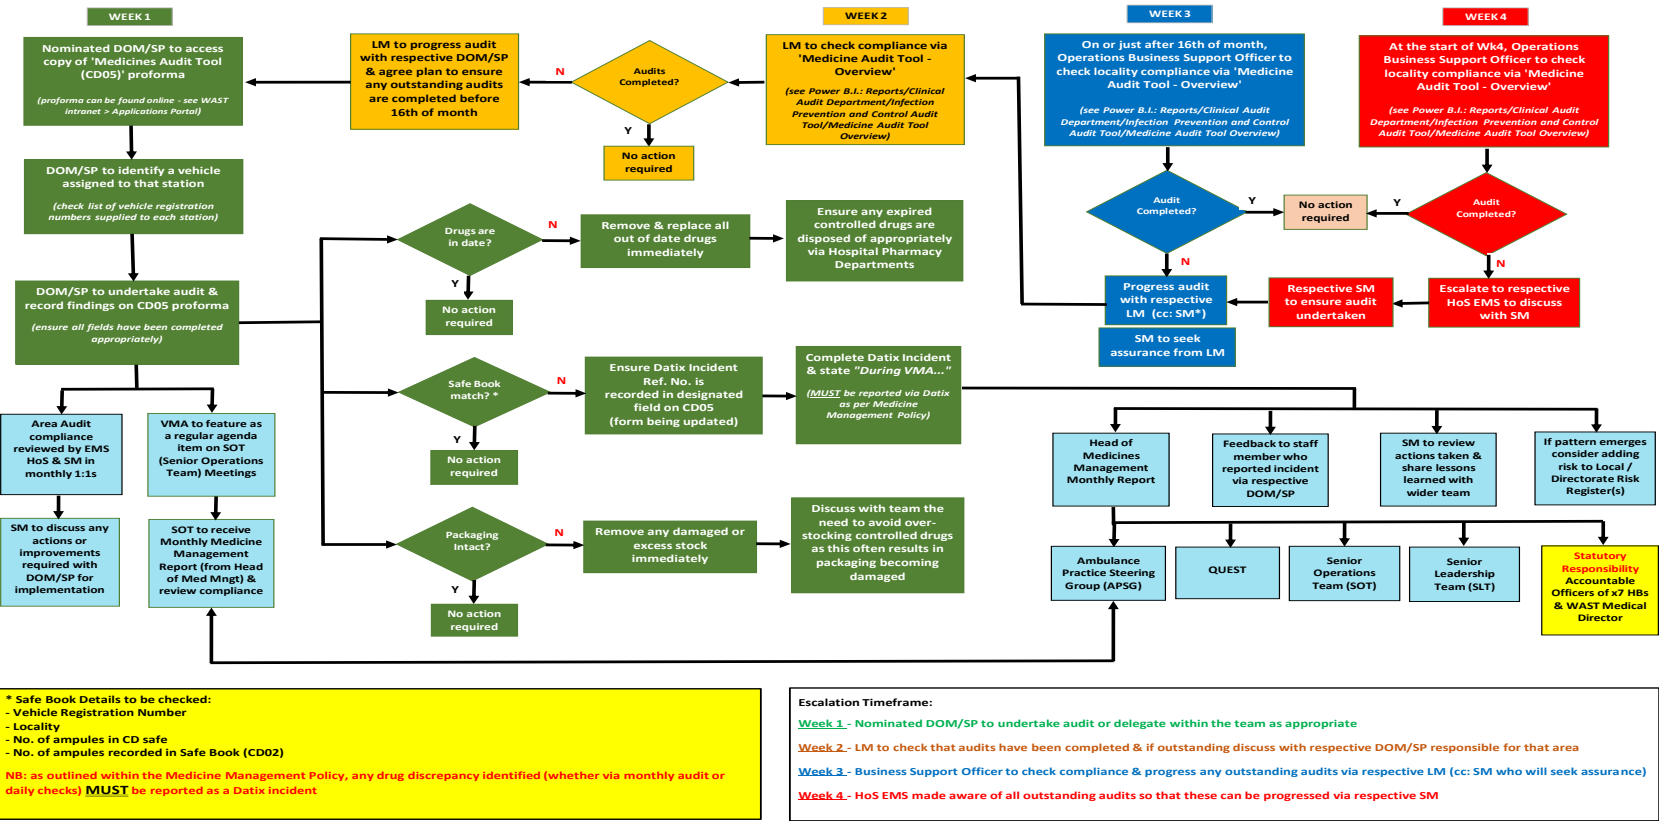 WEEK 1
Nominated DOM/SP to access
copy of 'Medicines Audit Tool
(CD05)' proforma
(proforma can be found online - see WAST
intranet > Applications Portal)
DOM/SP to identify a vehicle
assigned to that station
(check list of vehicle registration
numbers supplied to each station)
DOM/SP to undertake audit &
record findings on CD05 proforma
(ensure all fields have been completed
appropriately)
Area Audit
compliance
reviewed by EMS
HoS & SM in
monthly 1:1s
SM to discuss any
actions or
improvements
required with
DOM/SP for
implementation
VMA to feature as
a regular agenda
item on SOT
(Senior Operations
Team) Meetings
SOT to receive
Monthly Medicine
Management
Report (from Head
of Med Mngt) &
review compliance
Drugs are
in date?
N
Remove & replace all
out of date drugs
immediately
Ensure any expired
controlled drugs are
disposed of appropriately
via Hospital Pharmacy
Departments
Y
No action
required
Safe Book
match? *
N
Ensure Datix Incident
Ref. No. is
recorded in designated
field on CD05
(form being updated)
Complete Datix Incident
& state "During VMA..."
(MUST be reported via Datix
as per Medicine
Management Policy)
Y
No action
required
Packaging
Intact?
N
Remove any damaged or
excess stock
immediately
Discuss with team the
need to avoid over-
stocking controlled drugs
as this often results in
packaging becoming
damaged
Y
No action
required
WEEK 2
LM to check compliance via
'Medicine Audit Tool -
Overview'
(see Power B.I.: Reports/Clinical
Audit Department/Infection
Prevention and Control Audit
Tool/Medicine Audit Tool
Overview)
Audits
Completed?
N
LM to progress audit
with respective DOM/SP
& agree plan to ensure
any outstanding audits
are completed before
16th of month
Y
No action
required
WEEK 3
On or just after 16th of month,
Operations Business Support Officer to
check locality compliance via 'Medicine
Audit Tool - Overview'
(see Power B.I.: Reports/Clinical Audit
Department/Infection Prevention and Control
Audit Tool/Medicine Audit Tool Overview)
Audit
Completed?
Y
No action
required
N
Progress audit
with respective
LM (cc: SM*)
SM to seek
assurance from LM
WEEK 4
At the start of Wk4, Operations
Business Support Officer to check
locality compliance via 'Medicine
Audit Tool - Overview'
(see Power B.I.: Reports/Clinical Audit
Department/Infection Prevention and Control
Audit Tool/Medicine Audit Tool Overview)
Audit
Completed?
Y
N
Escalate to respective
HoS EMS to discuss
with SM
Respective SM
to ensure audit
undertaken
Head of
Medicines
Management
Monthly Report
Feedback to staff
member who
reported incident
via respective
DOM/SP
SM to review
actions taken &
share lessons
learned with
wider team
If pattern emerges
consider adding
risk to Local /
Directorate Risk
Register(s)
Ambulance
Practice Steering
Group (APSG)
QUEST
Senior
Operations
Team (SOT)
Senior
Leadership
Team (SLT)
Statutory
Responsibility
Accountable
Officers of x7 HBs
& WAST Medical
Director
* Safe Book Details to be checked:
- Vehicle Registration Number
- Locality
- No. of ampules in CD safe
- No. of ampules recorded in Safe Book (CD02)
NB: as outlined within the Medicine Management Policy, any drug discrepancy identified (whether via monthly audit or
daily checks) MUST be reported as a Datix incident
Escalation Timeframe:
Week 1 - Nominated DOM/SP to undertake audit or delegate within the team as appropriate
Week 2 - LM to check that audits have been completed & if outstanding discuss with respective DOM/SP responsible for that area
Week 3 - Business Support Officer to check compliance & progress any outstanding audits via respective LM (cc: SM who will seek assurance)
Week 4 - HoS EMS made aware of all outstanding audits so that these can be progressed via respective SM